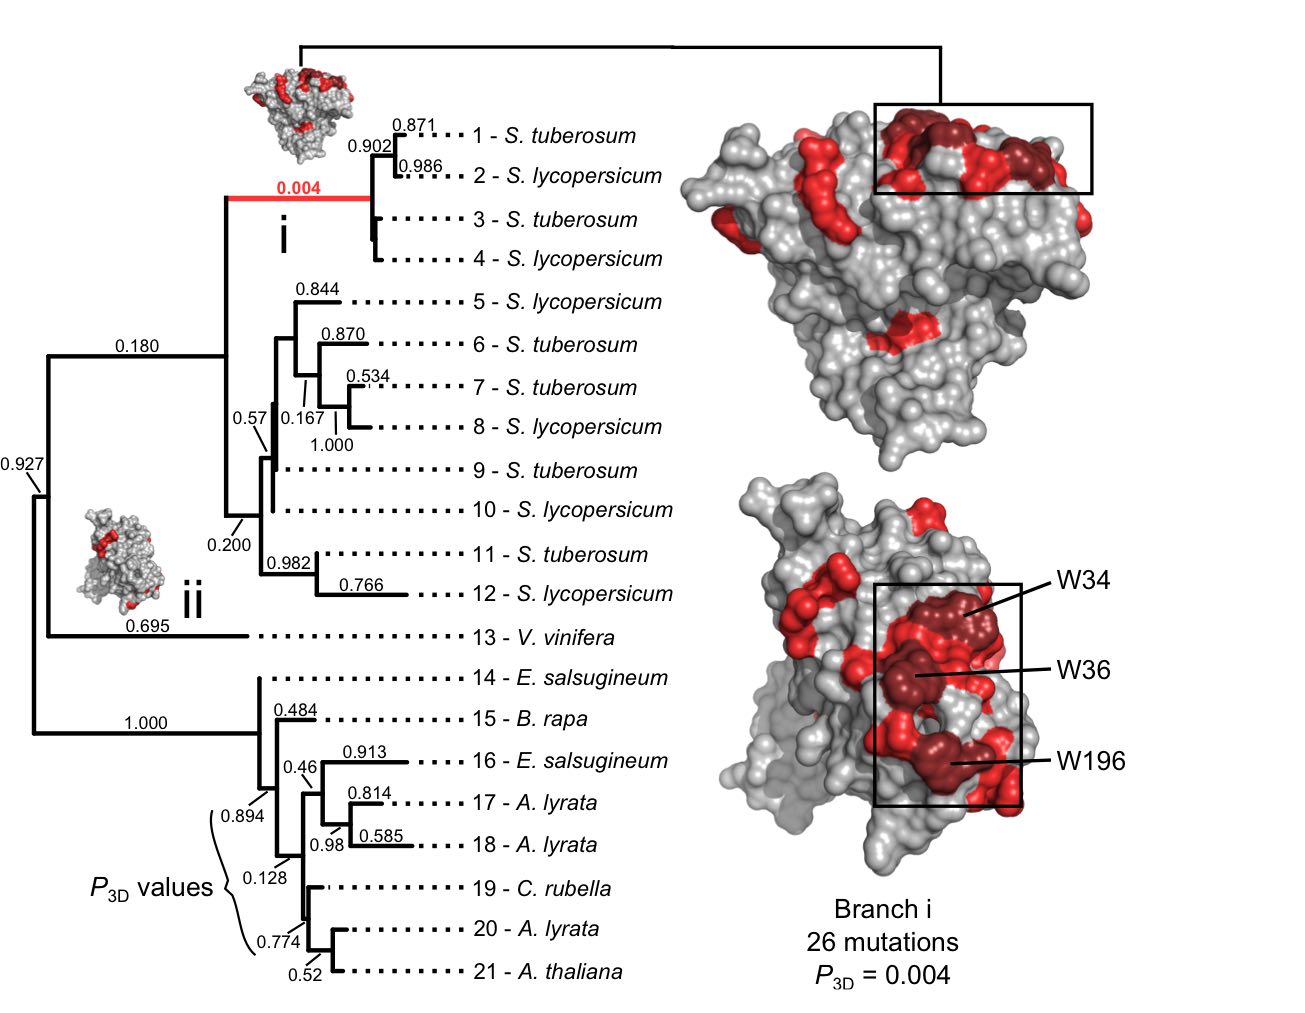 0.871
1 - S. tuberosum
0.902
0.986
2 - S. lycopersicum
0.004
i
3 - S. tuberosum
4 - S. lycopersicum
0.844
5 - S. lycopersicum
0.180
0.870
6 - S. tuberosum
0.534
7 - S. tuberosum
0.57
0.167
8 - S. lycopersicum
1.000
0.927
9 - S. tuberosum
10 - S. lycopersicum
0.200
11 - S. tuberosum
0.982
0.766
12 - S. lycopersicum
ii
0.695
13 - V. vinifera
14 - E. salsugineum
1.000
0.484
15 - B. rapa
0.913
16 - E. salsugineum
0.46
0.814
17 - A. lyrata
0.894
0.98
0.585
18 - A. lyrata
0.128
P3D values
19 - C. rubella
0.774
20 - A. lyrata
0.52
21 - A. thaliana
W34
W36
W196
Branch i
26 mutations
P3D = 0.004